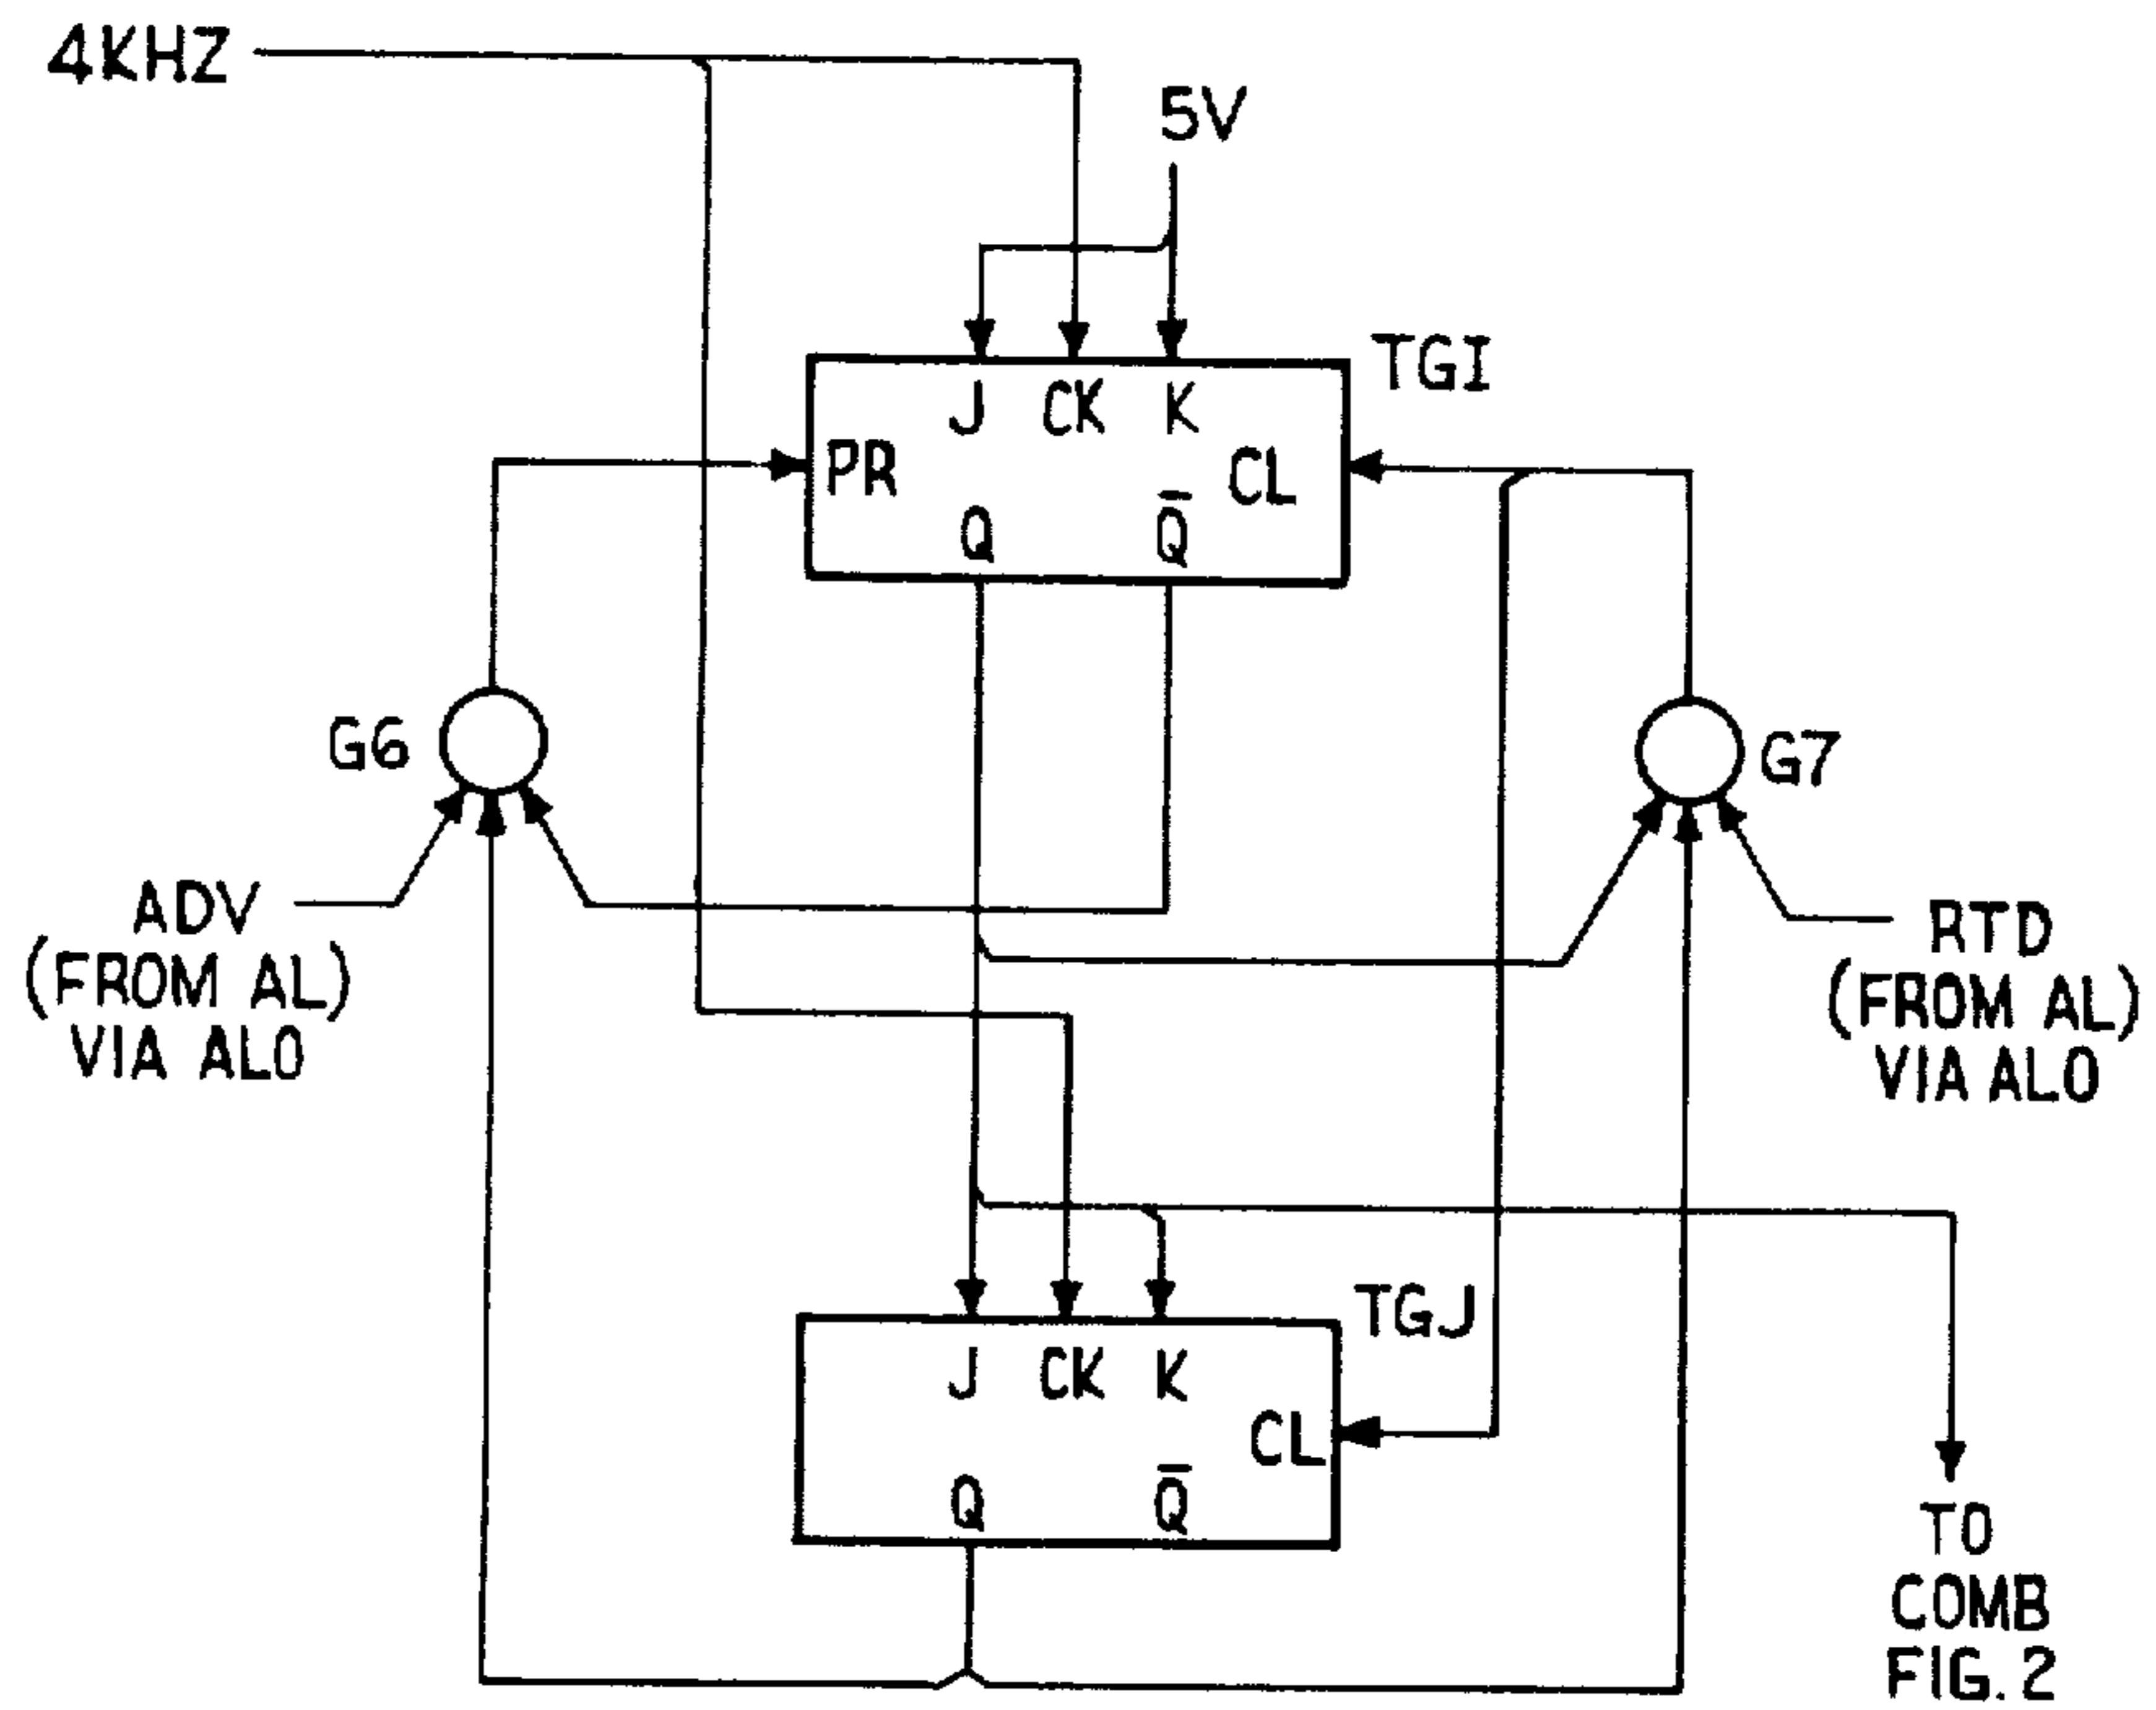 4KHZ
5V
TGI
J CK K
PR
CL
Q Q̅
G6
G7
ADV
(FROM AL)
VIA ALO
RTD
(FROM AL)
VIA ALO
TGJ
J CK K
CL
Q Q̅
TO
COMB
FIG. 2